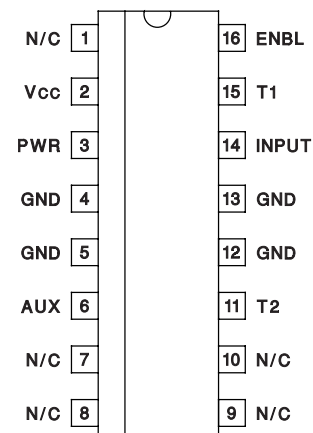 N/C 1 16 ENBL
Vcc 2 15 T1
PWR 3 14 INPUT
GND 4 13 GND
GND 5 12 GND
AUX 6 11 T2
N/C 7 10 N/C
N/C 8 9 N/C